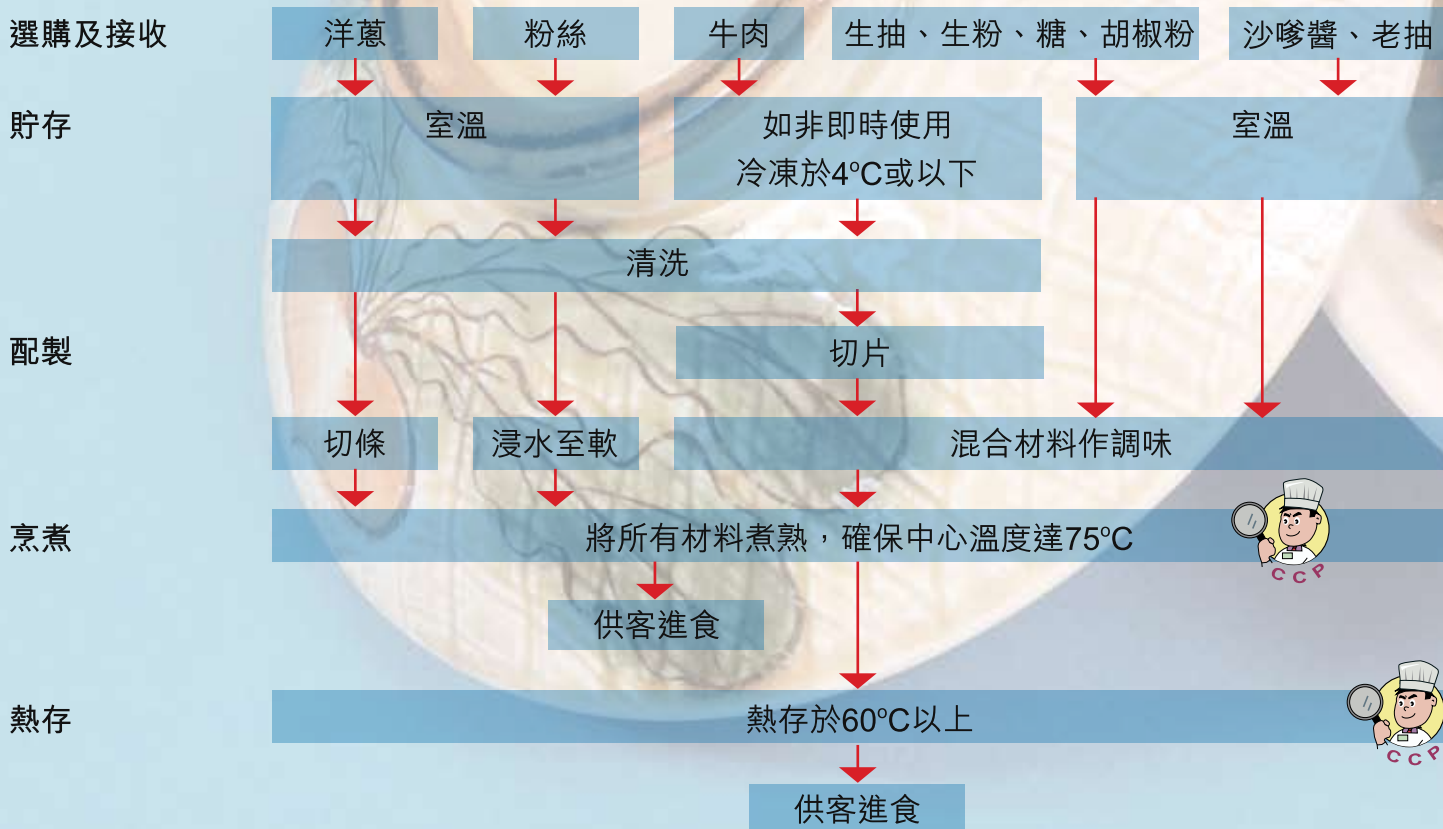 選購及接收
洋蔥
粉絲
牛肉
生抽、生粉、糖、胡椒粉
沙嗲醬、老抽
貯存
室溫
如非即時使用
冷凍於4ºC或以下
室溫
清洗
配製
切片
切條
浸水至軟
混合材料作調味
烹煮
將所有材料煮熟，確保中心溫度達75ºC
CCP
供客進食
熱存
熱存於60ºC以上
CCP
供客進食